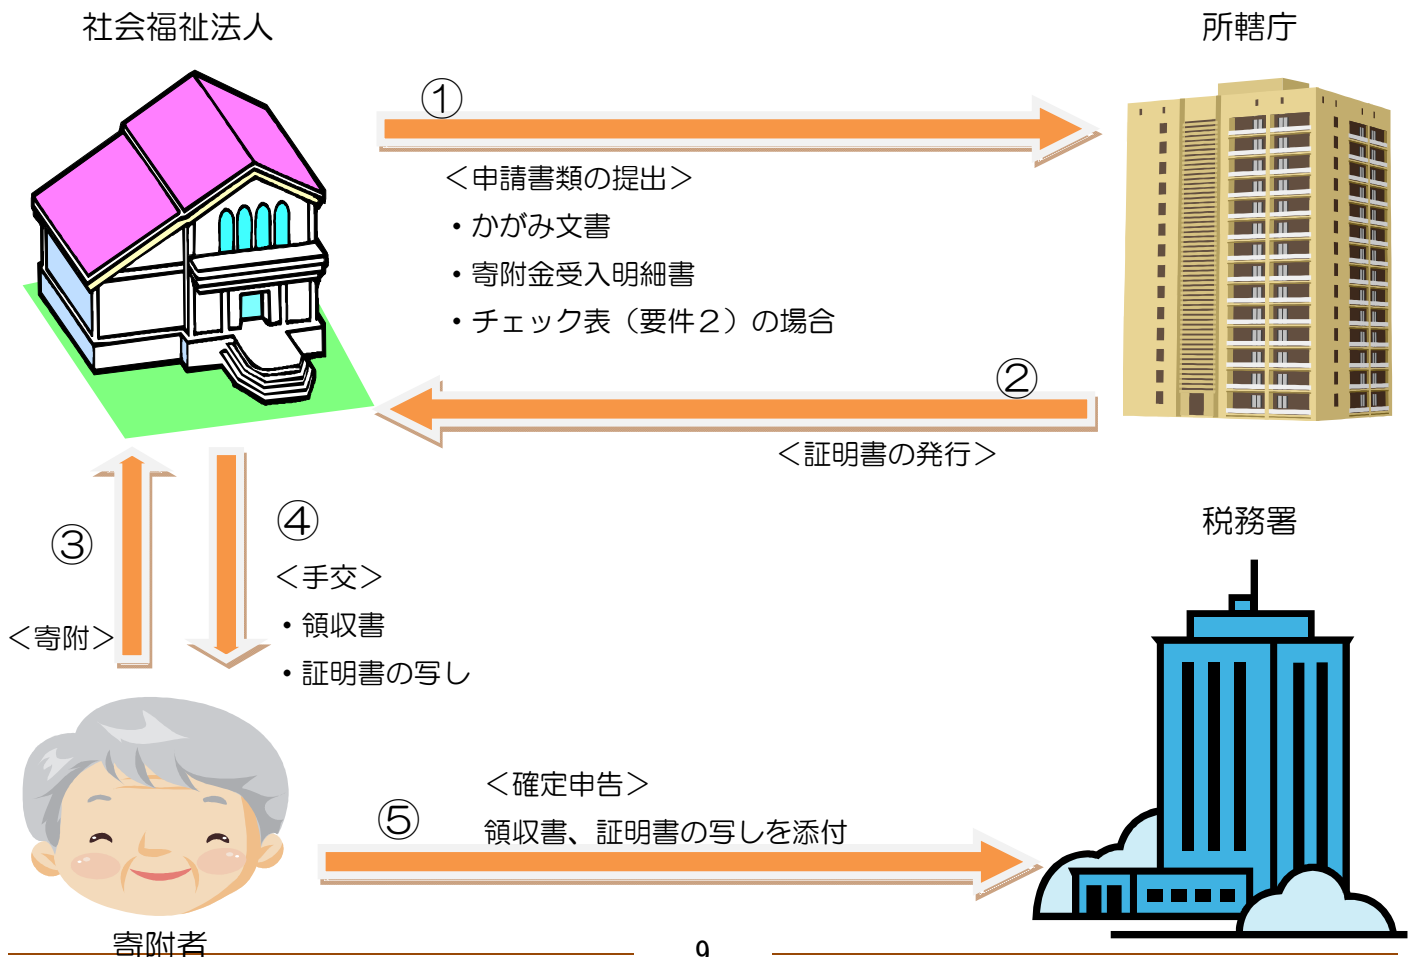 社会福祉法人
所轄庁
①
＜申請書類の提出＞
・かがみ文書
・寄附金受入明細書
・チェック表（要件２）の場合
②
＜証明書の発行＞
③
＜寄附＞
④
＜手交＞
・領収書
・証明書の写し
税務署
⑤
＜確定申告＞
領収書、証明書の写しを添付
寄附者
9